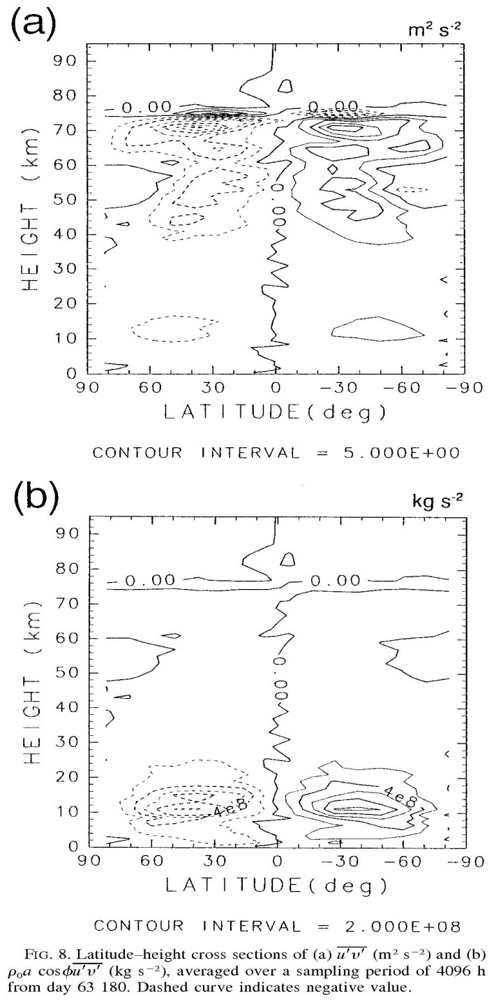 (a)
m² s⁻²
90
80
70
60
50
40
30
20
10
0
- 0.00
0.00
0.00
HEIGHT (km)
90 60 30 0 -30 -60 -90
LATITUDE(deg)
CONTOUR INTERVAL = 5.000E+00
(b)
kg s⁻²
90
80
70
60
50
40
30
20
10
0
-0.00
0.00
0.00
4e8
4e8
HEIGHT (km)
90 60 30 0 -30 -60 -90
LATITUDE(deg)
CONTOUR INTERVAL = 2.000E+08
FIG. 8. Latitude–height cross sections of (a) u′v′ (m² s⁻²) and (b)
ρ₀a cosϕu′v′ (kg s⁻²), averaged over a sampling period of 4096 h
from day 63 180. Dashed curve indicates negative value.